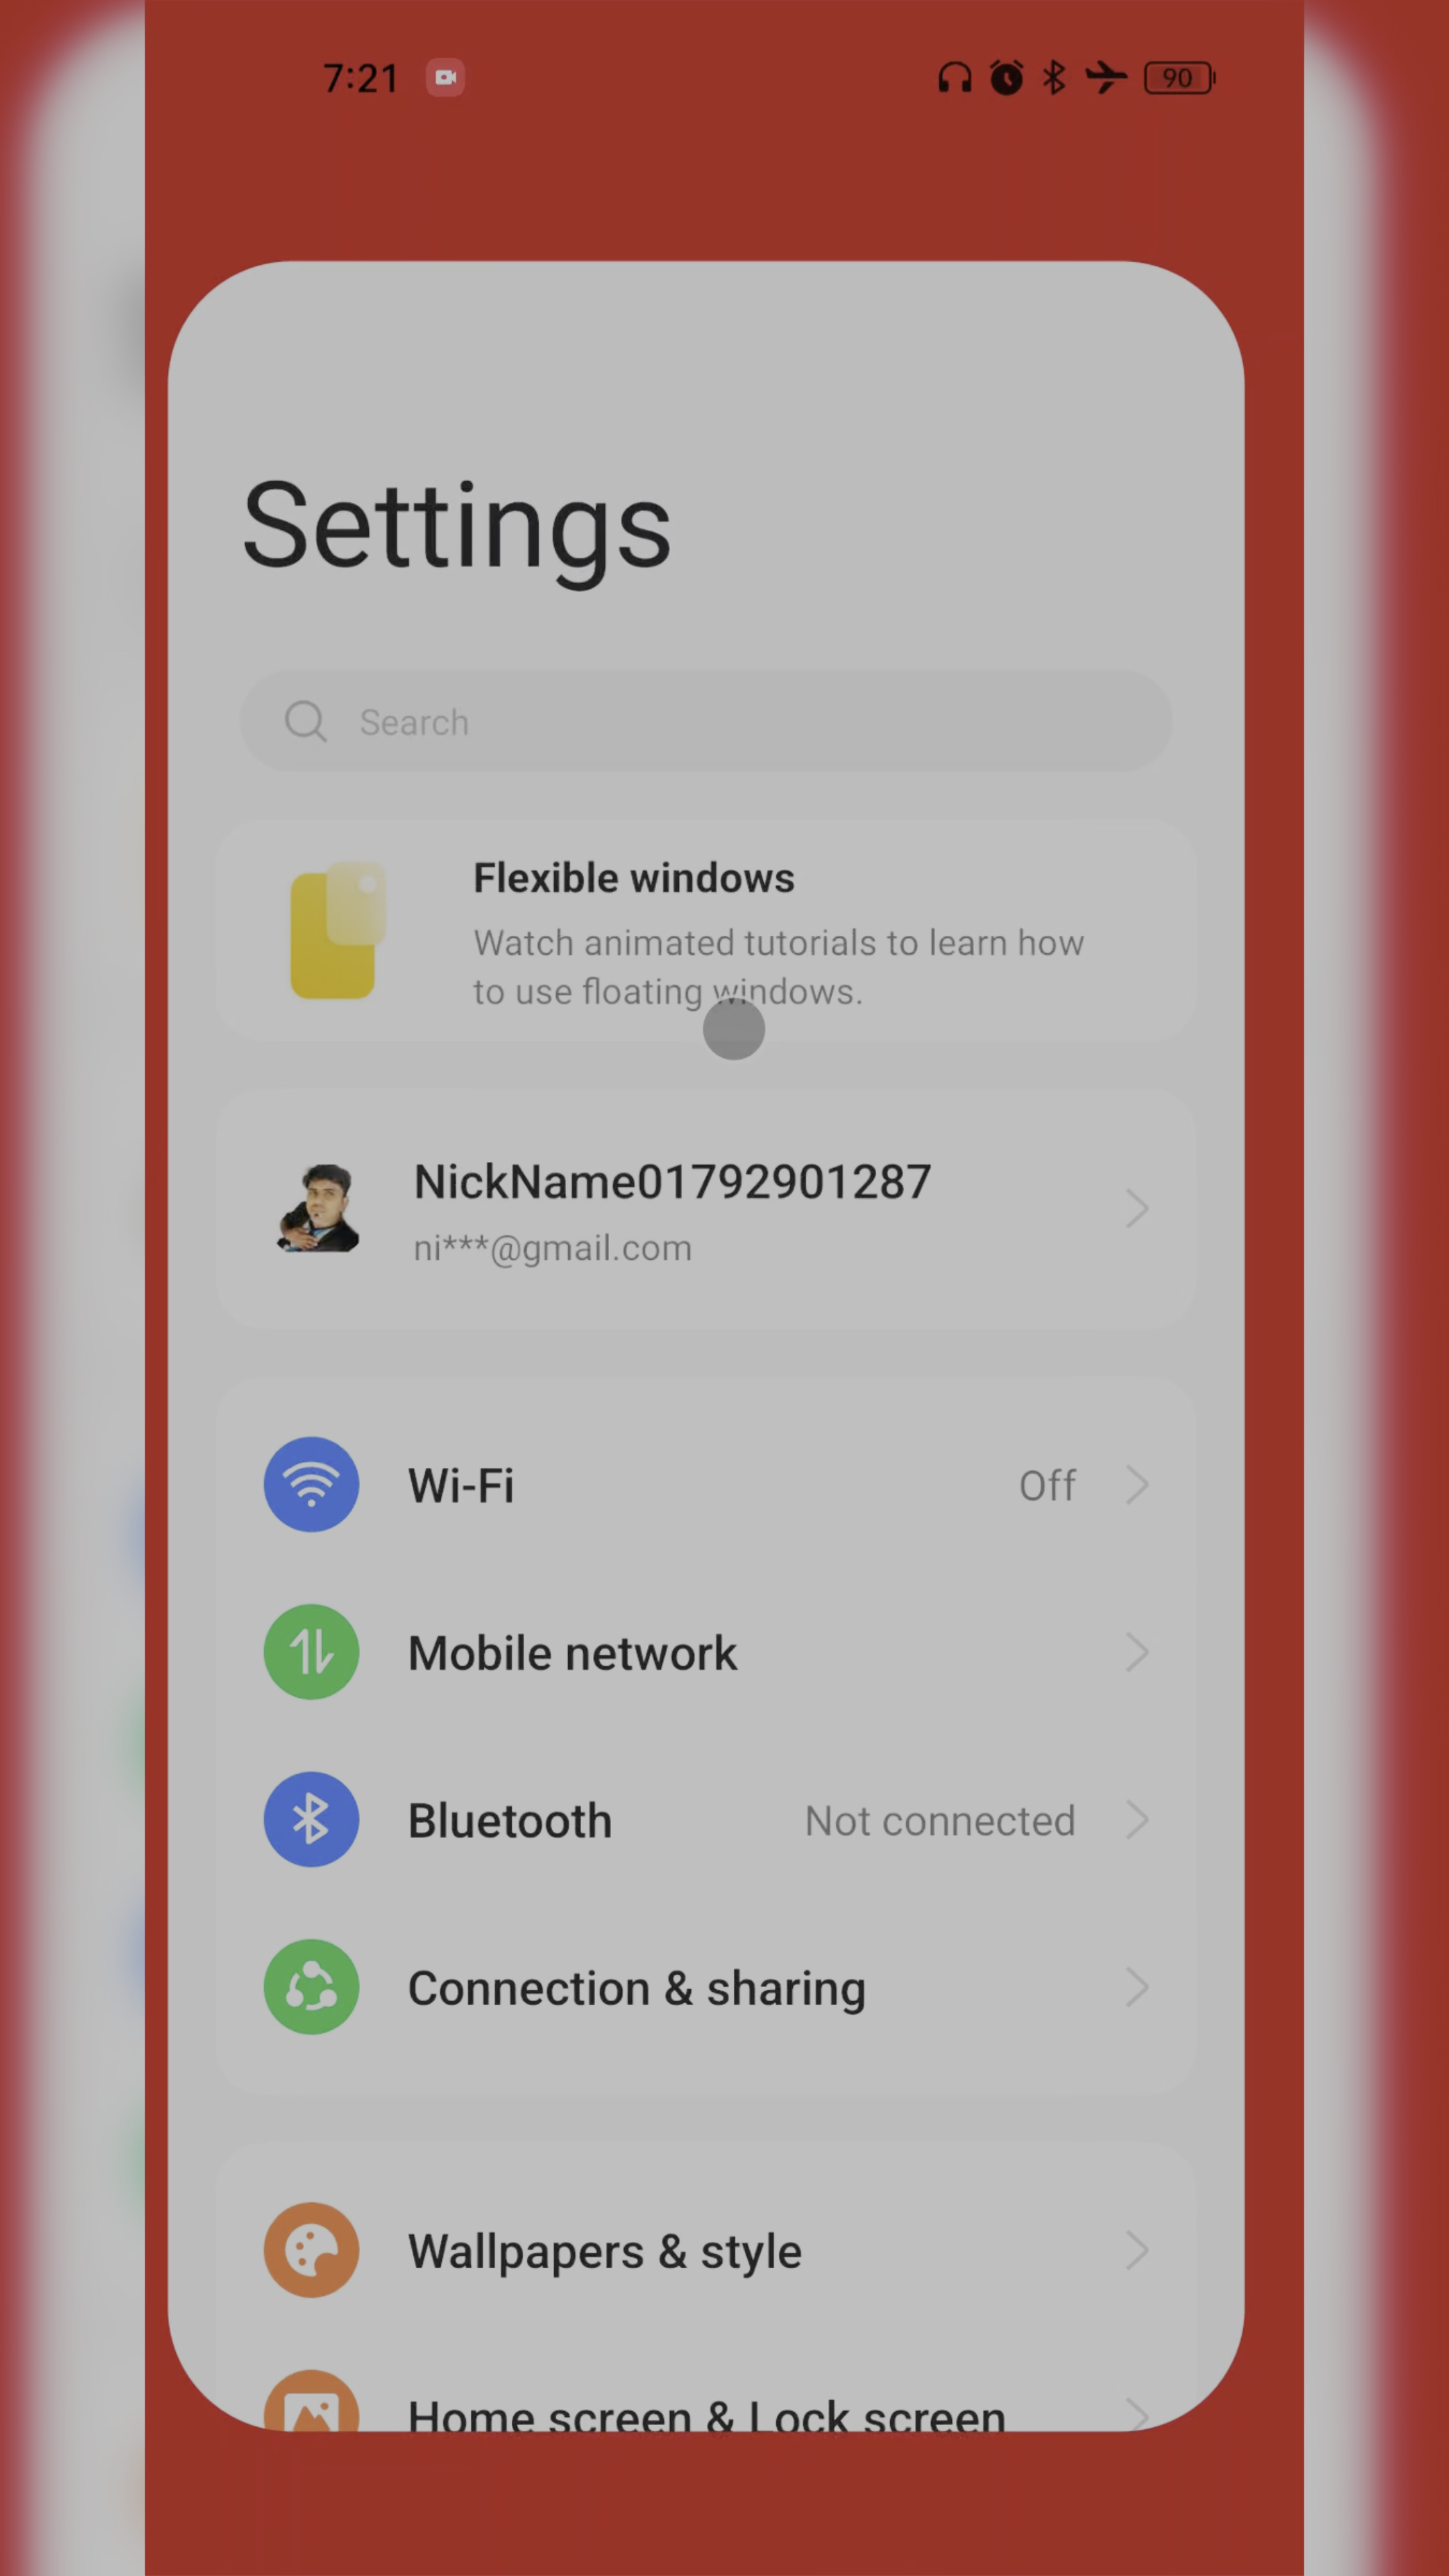 7:21
90
Settings
Search
Flexible windows
Watch animated tutorials to learn how
to use floating windows.
NickName01792901287
ni***@gmail.com
Wi-Fi Off
Mobile network
Bluetooth Not connected
Connection & sharing
Wallpapers & style
Home screen & Lock screen